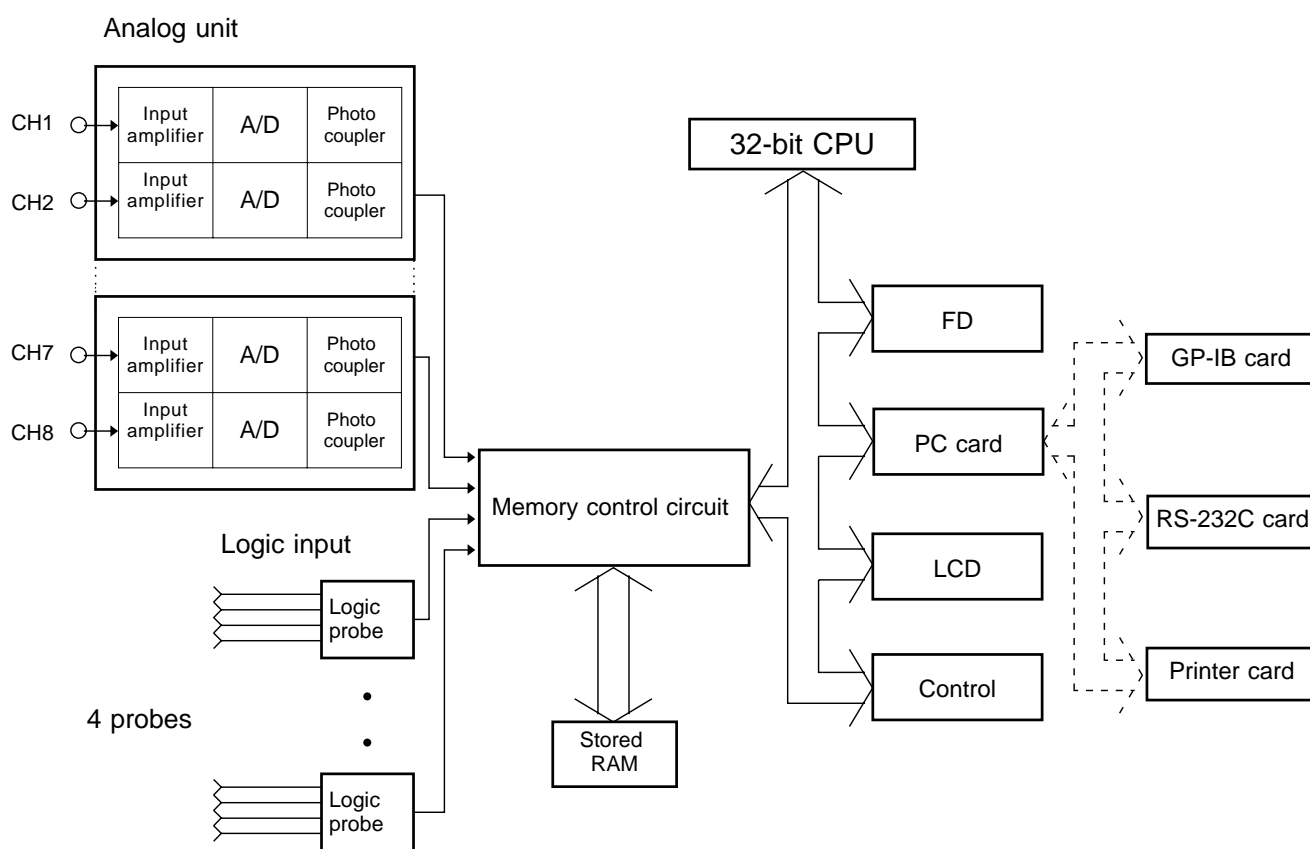 Analog unit
CH1
Input
amplifier
A/D
Photo
coupler
CH2
Input
amplifier
A/D
Photo
coupler
CH7
Input
amplifier
A/D
Photo
coupler
CH8
Input
amplifier
A/D
Photo
coupler
Logic input
Logic
probe
4 probes
Logic
probe
Memory control circuit
Stored
RAM
32-bit CPU
FD
PC card
LCD
Control
GP-IB card
RS-232C card
Printer card